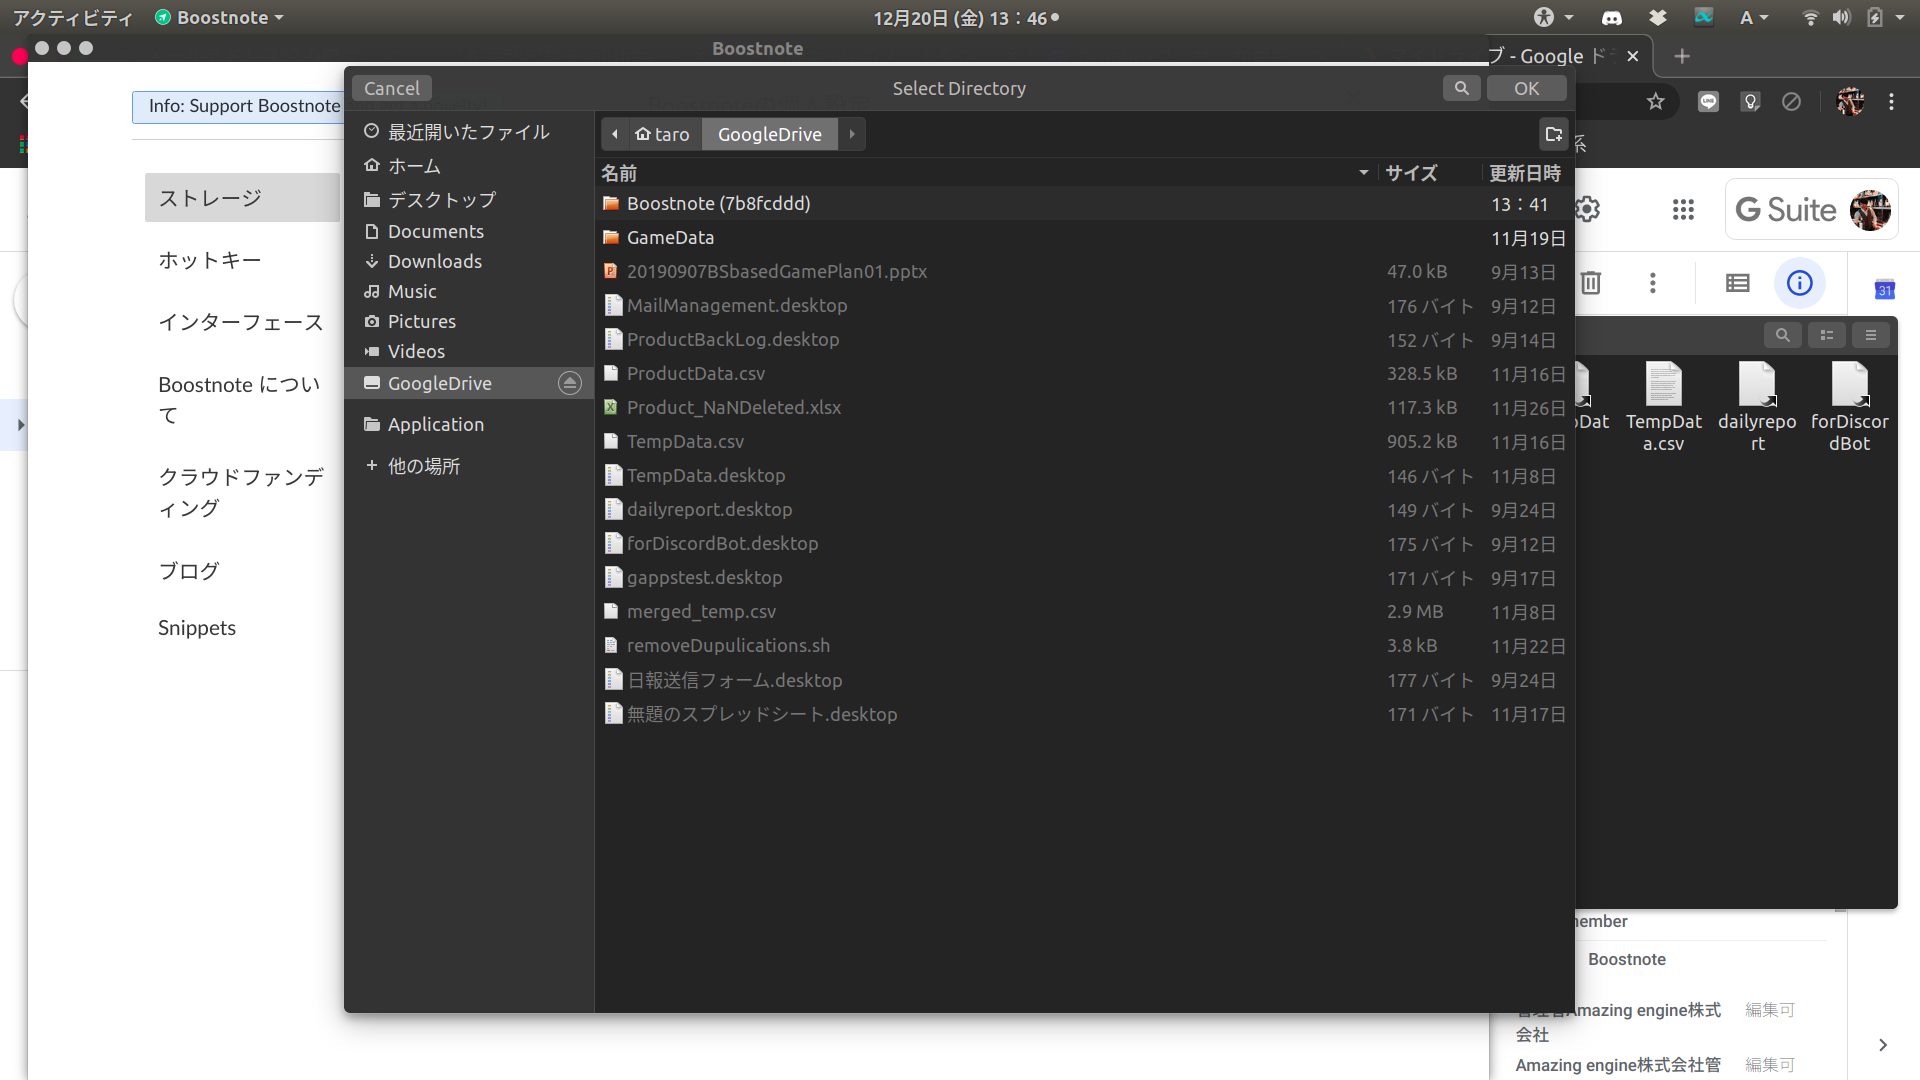 アクティビティ
Boostnote
12月20日 (金) 13：46
A
Boostnote
ブ - Google ド
Info: Support Boostnote
ストレージ
ホットキー
インターフェース
Boostnote につい
て
クラウドファンデ
ィング
ブログ
Snippets
Cancel
Select Directory
OK
最近開いたファイル
ホーム
デスクトップ
Documents
Downloads
Music
Pictures
Videos
GoogleDrive
Application
他の場所
taro
GoogleDrive
名前 サイズ 更新日時
Boostnote (7b8fcddd) 13：41
GameData 11月19日
20190907BSbasedGamePlan01.pptx 47.0 kB 9月13日
MailManagement.desktop 176 バイト 9月12日
ProductBackLog.desktop 152 バイト 9月14日
ProductData.csv 328.5 kB 11月16日
Product_NaNDeleted.xlsx 117.3 kB 11月26日
TempData.csv 905.2 kB 11月16日
TempData.desktop 146 バイト 11月8日
dailyreport.desktop 149 バイト 9月24日
forDiscordBot.desktop 175 バイト 9月12日
gappstest.desktop 171 バイト 9月17日
merged_temp.csv 2.9 MB 11月8日
removeDupulications.sh 3.8 kB 11月22日
日報送信フォーム.desktop 177 バイト 9月24日
無題のスプレッドシート.desktop 171 バイト 11月17日
系
G Suite
31
pDat
TempDat
a.csv
dailyrepo
rt
forDiscor
dBot
member
Boostnote
Amazing engine株式 編集可
会社
Amazing engine株式会社管 編集可